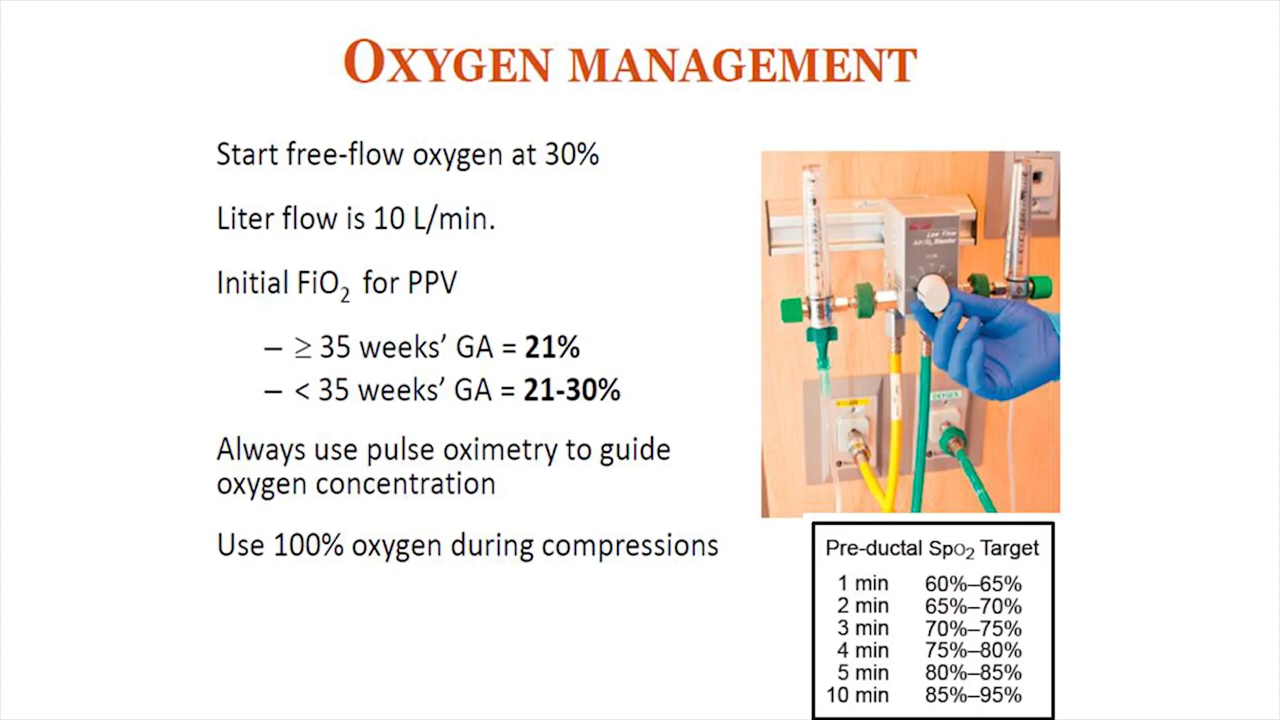 OXYGEN MANAGEMENT
Start free-flow oxygen at 30%
Liter flow is 10 L/min.
Initial FiO₂ for PPV
– ≥ 35 weeks’ GA = 21%
– < 35 weeks’ GA = 21-30%
Always use pulse oximetry to guide
oxygen concentration
Use 100% oxygen during compressions
Low Flow
Air/O₂ Blender
AIR
OXYGEN
Pre-ductal SpO₂ Target
1 min 60%–65%
2 min 65%–70%
3 min 70%–75%
4 min 75%–80%
5 min 80%–85%
10 min 85%–95%